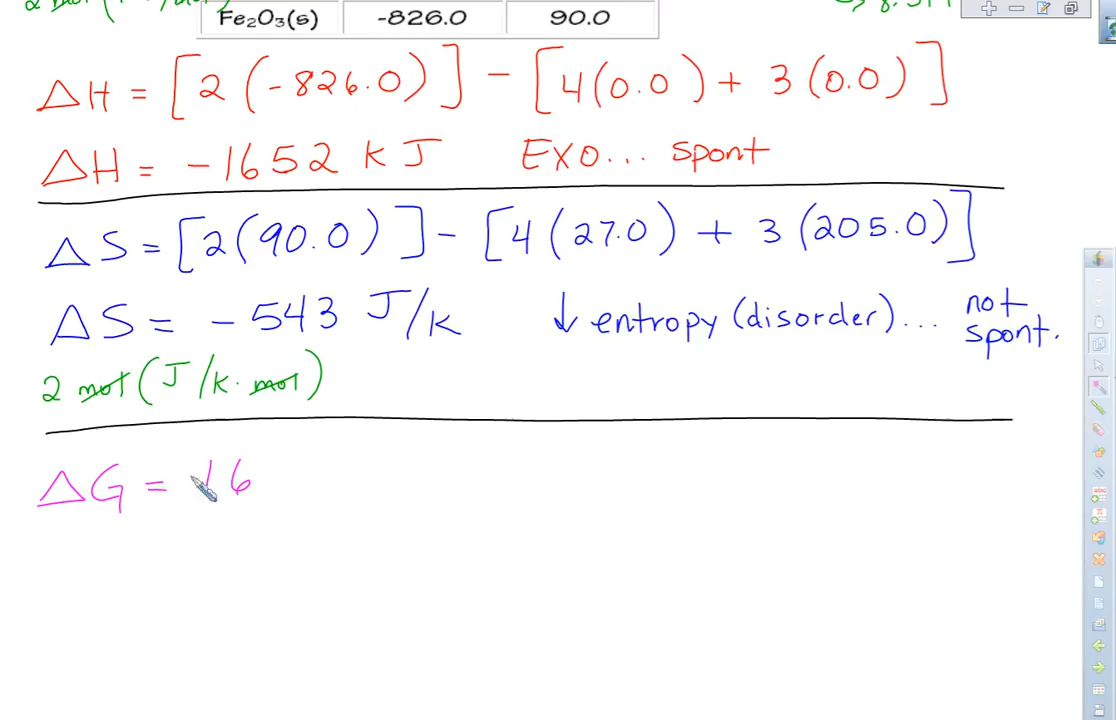 Fe₂O₃(s) -826.0 90.0
ΔH = [2(-826.0)] - [4(0.0) + 3(0.0)]
ΔH = -1652 kJ EXO... spont
ΔS = [2(90.0)] - [4(27.0) + 3(205.0)]
ΔS = -543 J/K ↓ entropy (disorder)... not spont.
2 mol (J/K·mol)
ΔG = 16